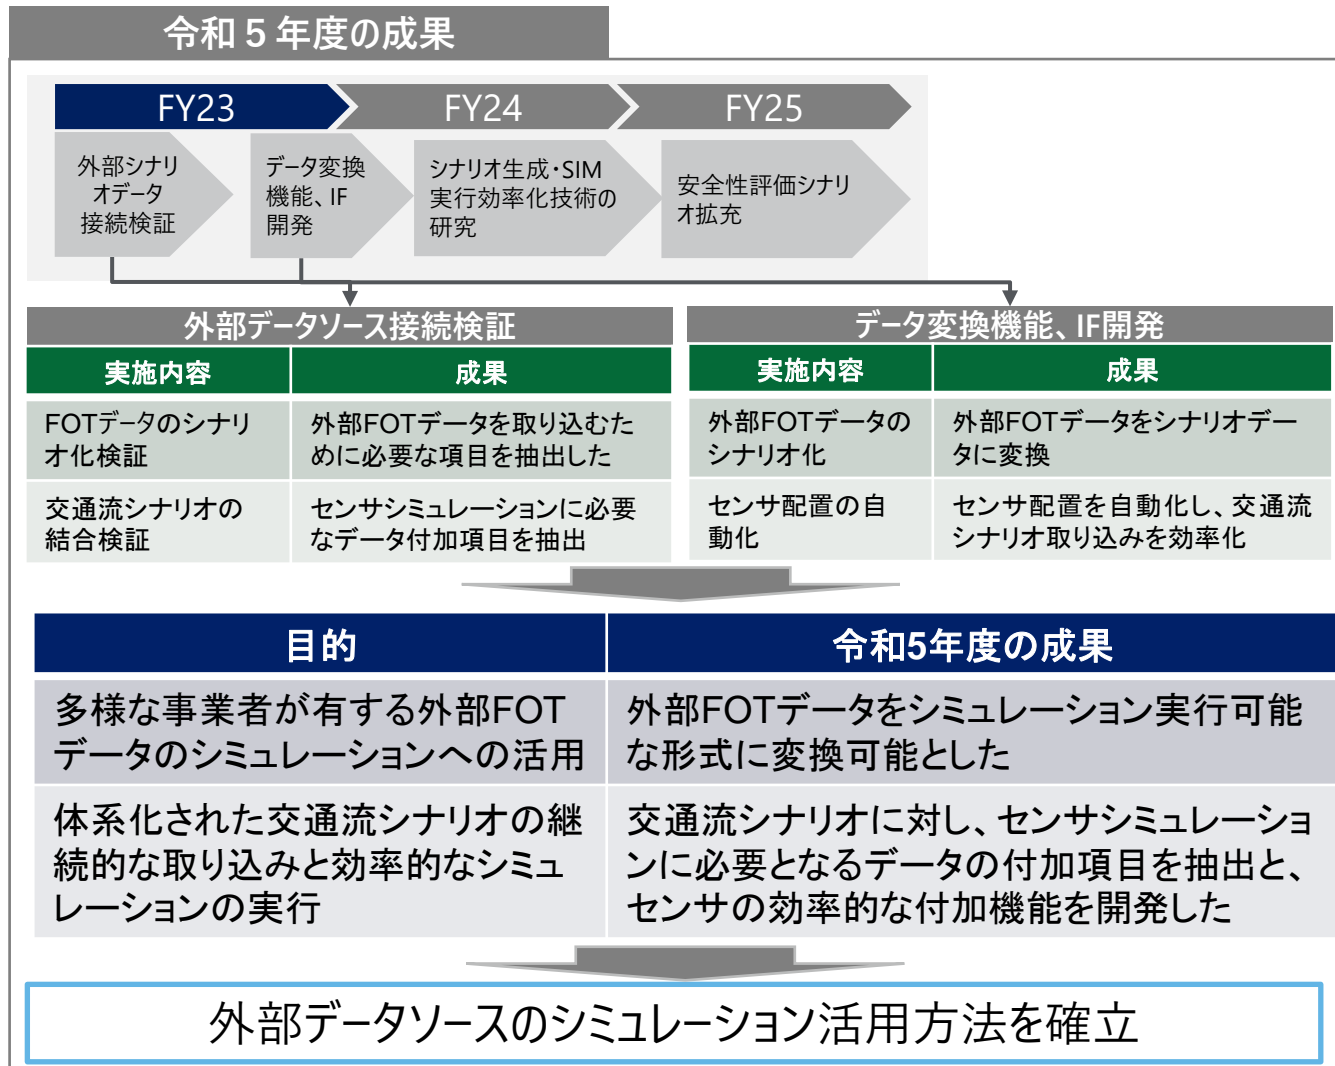 令和５年度の成果
FY23
FY24
FY25
外部シナリ
オデータ
接続検証
データ変換
機能、IF
開発
シナリオ生成・SIM
実行効率化技術の
研究
安全性評価シナリ
オ拡充
外部データソース接続検証
実施内容
成果
FOTデータのシナリ
オ化検証
外部FOTデータを取り込むた
めに必要な項目を抽出した
交通流シナリオの
結合検証
センサシミュレーションに必要
なデータ付加項目を抽出
データ変換機能、IF開発
実施内容
成果
外部FOTデータの
シナリオ化
外部FOTデータをシナリオデー
タに変換
センサ配置の自
動化
センサ配置を自動化し、交通流
シナリオ取り込みを効率化
目的
令和5年度の成果
多様な事業者が有する外部FOT
データのシミュレーションへの活用
外部FOTデータをシミュレーション実行可能
な形式に変換可能とした
体系化された交通流シナリオの継
続的な取り込みと効率的なシミュ
レーションの実行
交通流シナリオに対し、センサシミュレーショ
ンに必要となるデータの付加項目を抽出と、
センサの効率的な付加機能を開発した
外部データソースのシミュレーション活用方法を確立